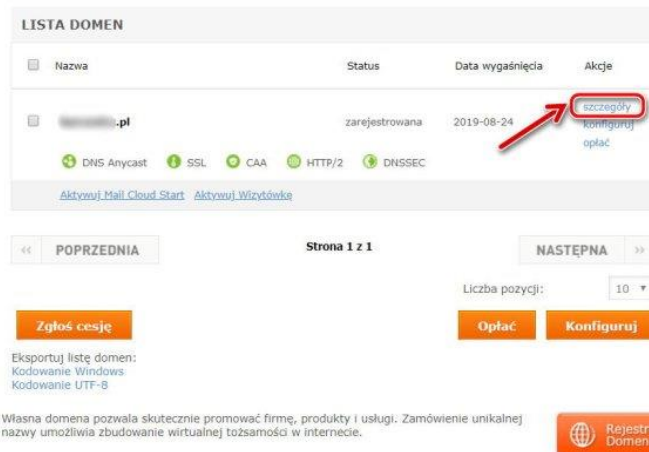 LISTA DOMEN
Nazwa Status Data wygaśnięcia Akcje
.pl zarejestrowana 2019-08-24 szczegóły
konfiguruj
opłać
DNS Anycast SSL CAA HTTP/2 DNSSEC
Aktywuj Mail Cloud Start Aktywuj Wizytówkę
<< POPRZEDNIA Strona 1 z 1 NASTĘPNA >>
Liczba pozycji: 10
Zgłoś cesję Opłać Konfiguruj
Eksportuj listę domen:
Kodowanie Windows
Kodowanie UTF-8
Własna domena pozwala skutecznie promować firmę, produkty i usługi. Zamówienie unikalnej
nazwy umożliwia zbudowanie wirtualnej tożsamości w internecie.
Rejestr
Domen